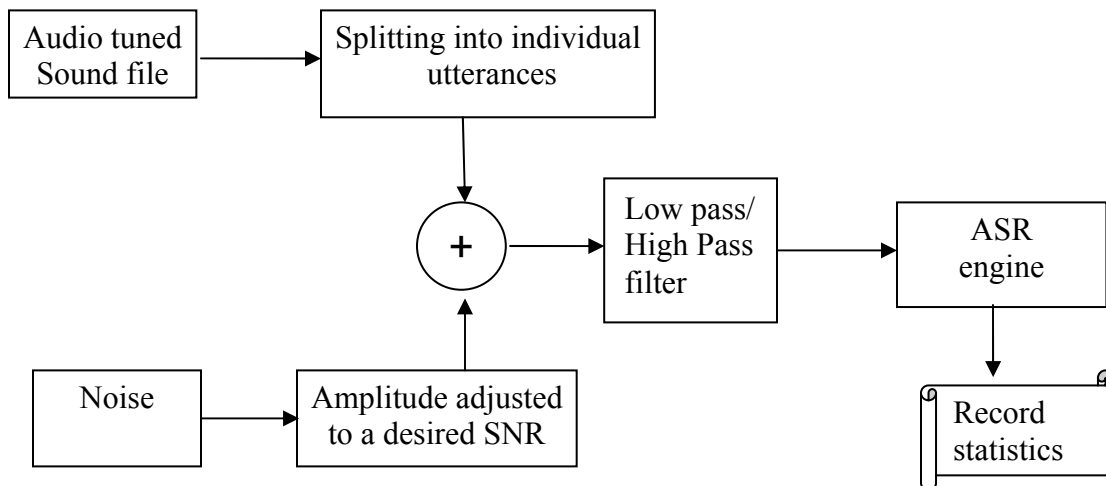 Audio tuned
Sound file
Splitting into individual
utterances
+
Low pass/
High Pass
filter
ASR
engine
Noise
Amplitude adjusted
to a desired SNR
Record
statistics